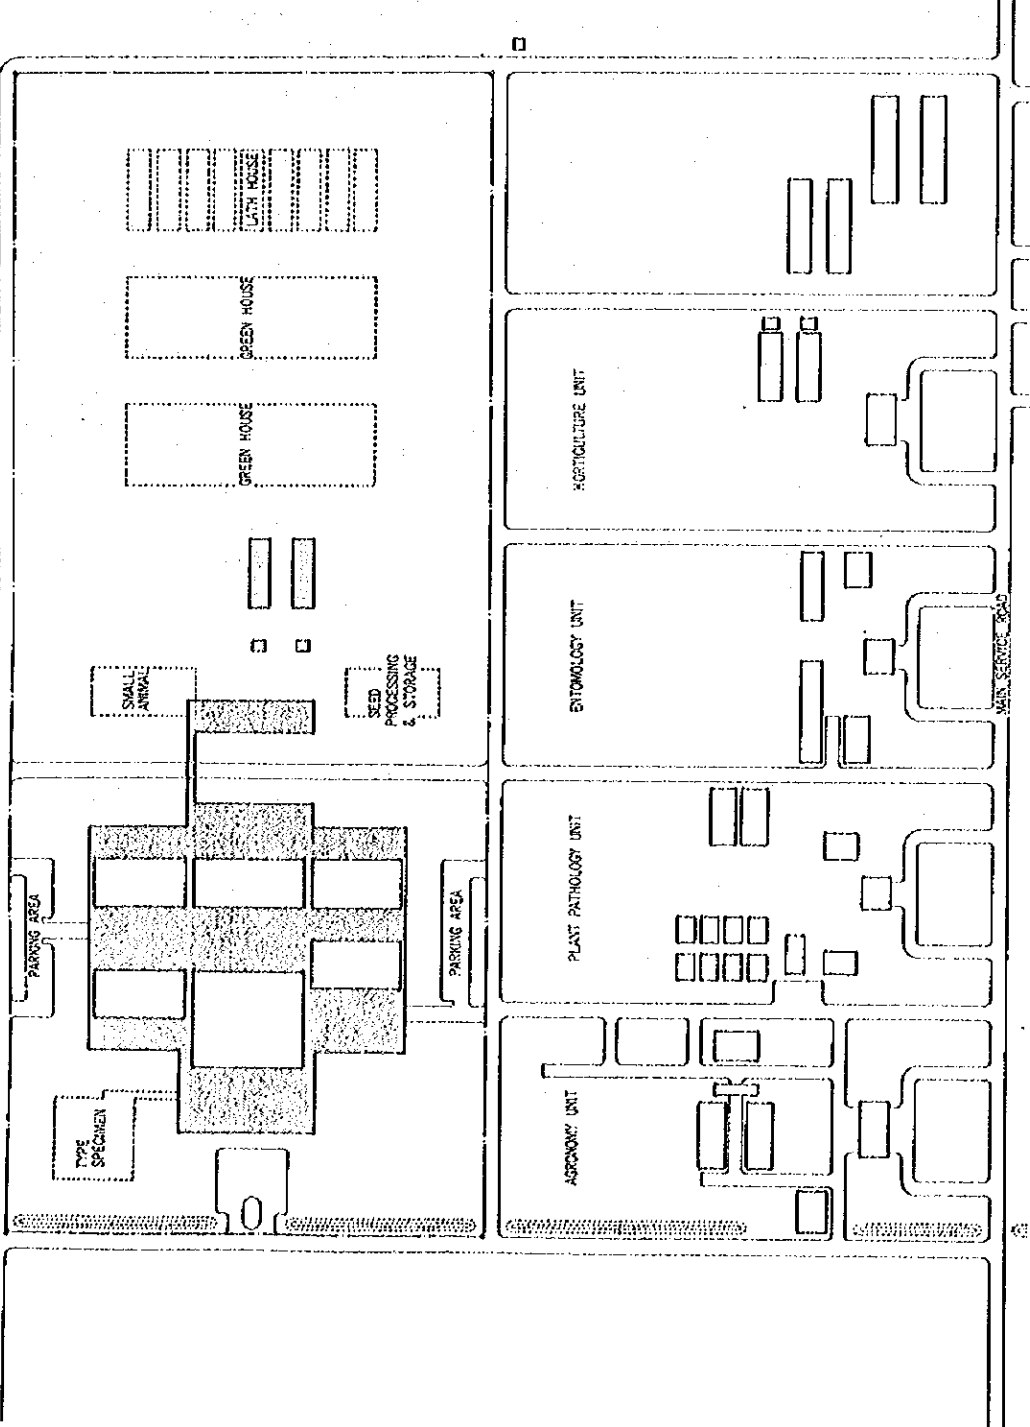 LATH HOUSE
GREEN HOUSE
GREEN HOUSE
SMALL
ANIMAL
SEED
PROCESSING
& STORAGE
PARKING AREA
PARKING AREA
TYPE
SPECIMEN
HORTICULTURE UNIT
ENTOMOLOGY UNIT
PLANT PATHOLOGY UNIT
AGRONOMY UNIT
MAIN SERVICE ROAD